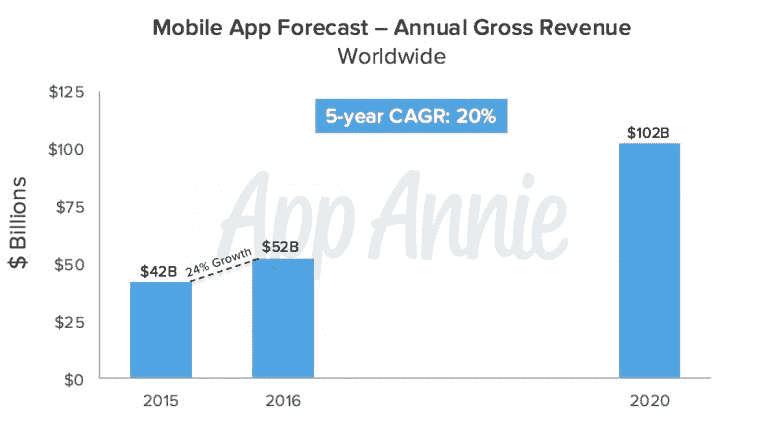 Mobile App Forecast – Annual Gross Revenue
Worldwide
5-year CAGR: 20%
$ Billions
$125
$100
$75
$50
$25
$0
App Annie
$42B
24% Growth
$52B
$102B
2015
2016
2020